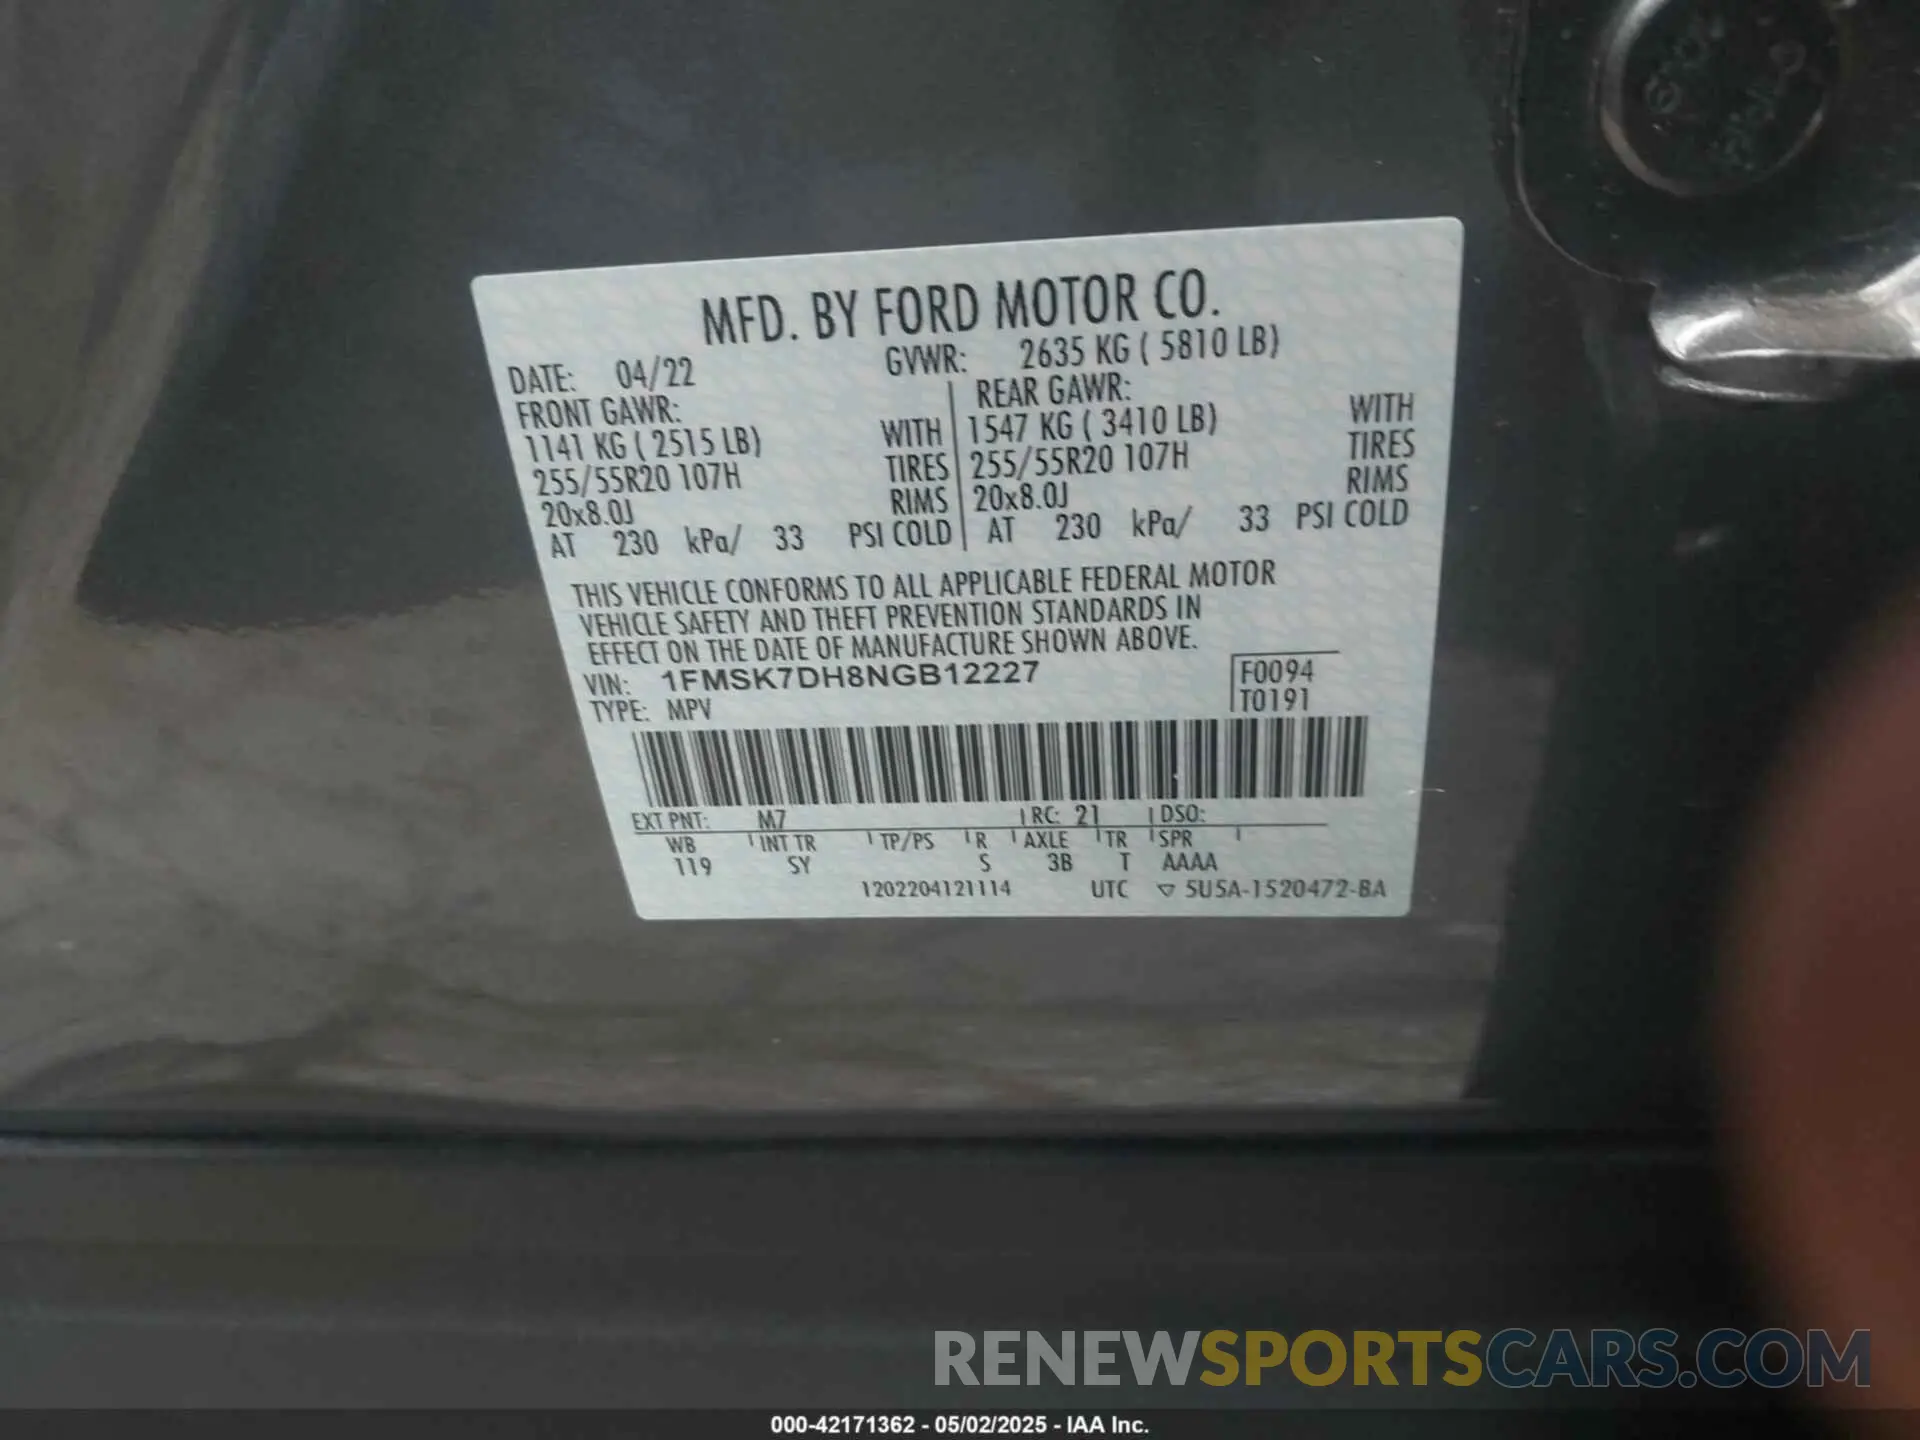 MFD. BY FORD MOTOR CO.
DATE: 04/22 GVWR: 2635 KG ( 5810 LB)
FRONT GAWR: REAR GAWR:
1141 KG ( 2515 LB) WITH 1547 KG ( 3410 LB) WITH
255/55R20 107H TIRES 255/55R20 107H TIRES
20x8.0J RIMS 20x8.0J RIMS
AT 230 kPa/ 33 PSI COLD AT 230 kPa/ 33 PSI COLD
THIS VEHICLE CONFORMS TO ALL APPLICABLE FEDERAL MOTOR
VEHICLE SAFETY AND THEFT PREVENTION STANDARDS IN
EFFECT ON THE DATE OF MANUFACTURE SHOWN ABOVE.
VIN: 1FMSK7DH8NGB12227 F0094
TYPE: MPV T0191
EXT PNT: M7 RC: 21 DSO:
WB INT TR TP/PS R AXLE TR SPR
119 SY S 3B T AAAA
1202204121114 UTC ▽ 5U5A-1520472-BA
RENEWSPORTSCARS.COM
000-42171362 - 05/02/2025 - IAA Inc.